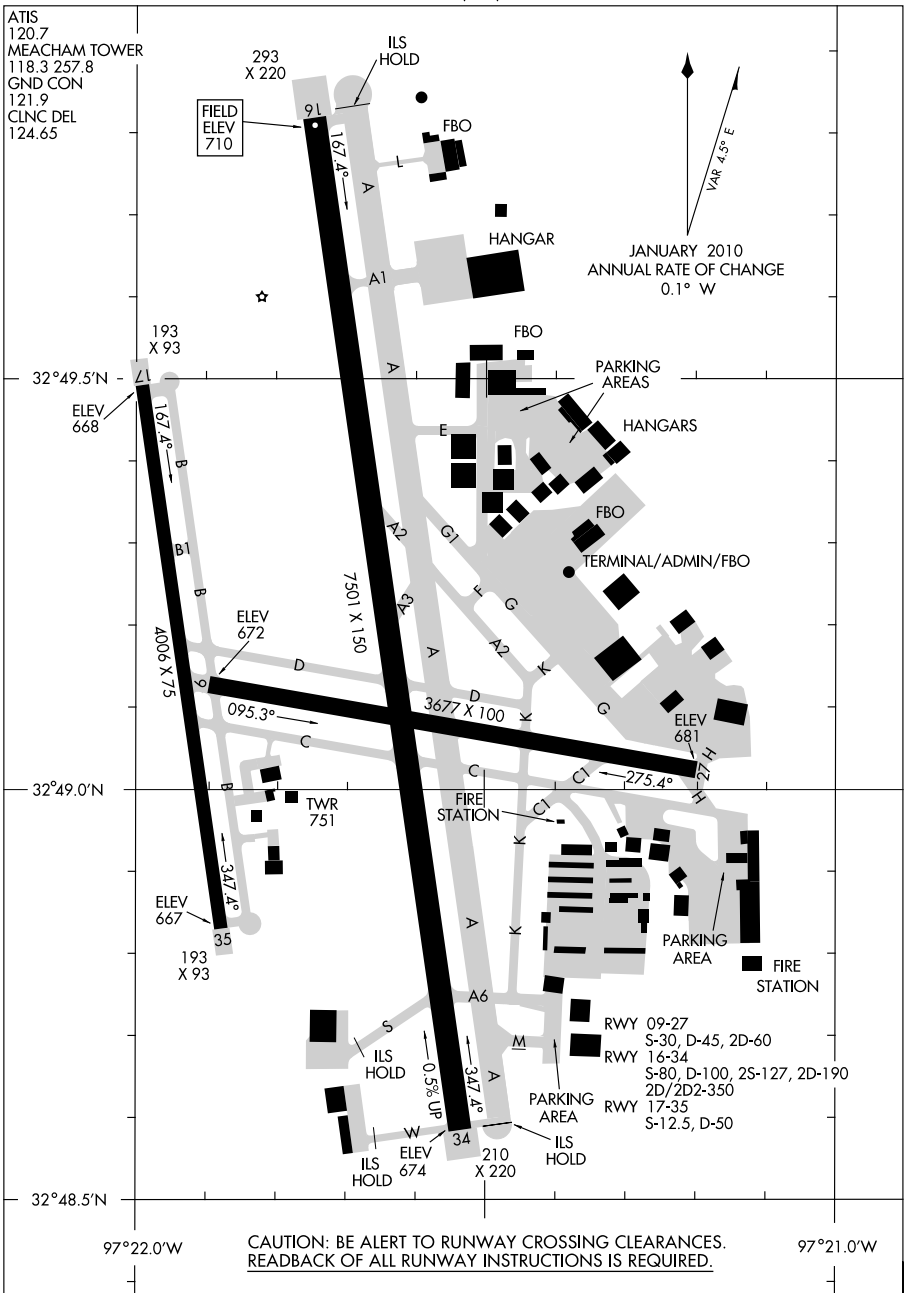 ATIS
120.7
MEACHAM TOWER
118.3 257.8
GND CON
121.9
CLNC DEL
124.65
293
X 220
ILS
HOLD
FIELD
ELEV
710
16
167.4°
A
L
FBO
VAR 4.5° E
JANUARY 2010
ANNUAL RATE OF CHANGE
0.1° W
HANGAR
A1
193
X 93
FBO
A
PARKING
AREAS
32°49.5'N
17
ELEV
668
167.4°
B
E
HANGARS
A2
G1
FBO
B1
TERMINAL/ADMIN/FBO
7501 X 150
B
F
G
A3
ELEV
672
A
A2
4006 X 75
D
K
9
D
K
G
095.3°
3677 X 100
ELEV
681
C
27
H
C
C1
275.4°
32°49.0'N
B
TWR
751
FIRE
STATION
C1
H
K
347.4°
ELEV
667
35
A
K
PARKING
AREA
193
X 93
FIRE
STATION
A6
S
RWY 09-27
S-30, D-45, 2D-60
ILS
HOLD
0.5% UP
347.4°
M
RWY 16-34
S-80, D-100, 2S-127, 2D-190
2D/2D2-350
A
PARKING
AREA
RWY 17-35
S-12.5, D-50
W
34
ILS
HOLD
ELEV
674
210
X 220
ILS
HOLD
32°48.5'N
97°22.0'W
CAUTION: BE ALERT TO RUNWAY CROSSING CLEARANCES.
READBACK OF ALL RUNWAY INSTRUCTIONS IS REQUIRED.
97°21.0'W